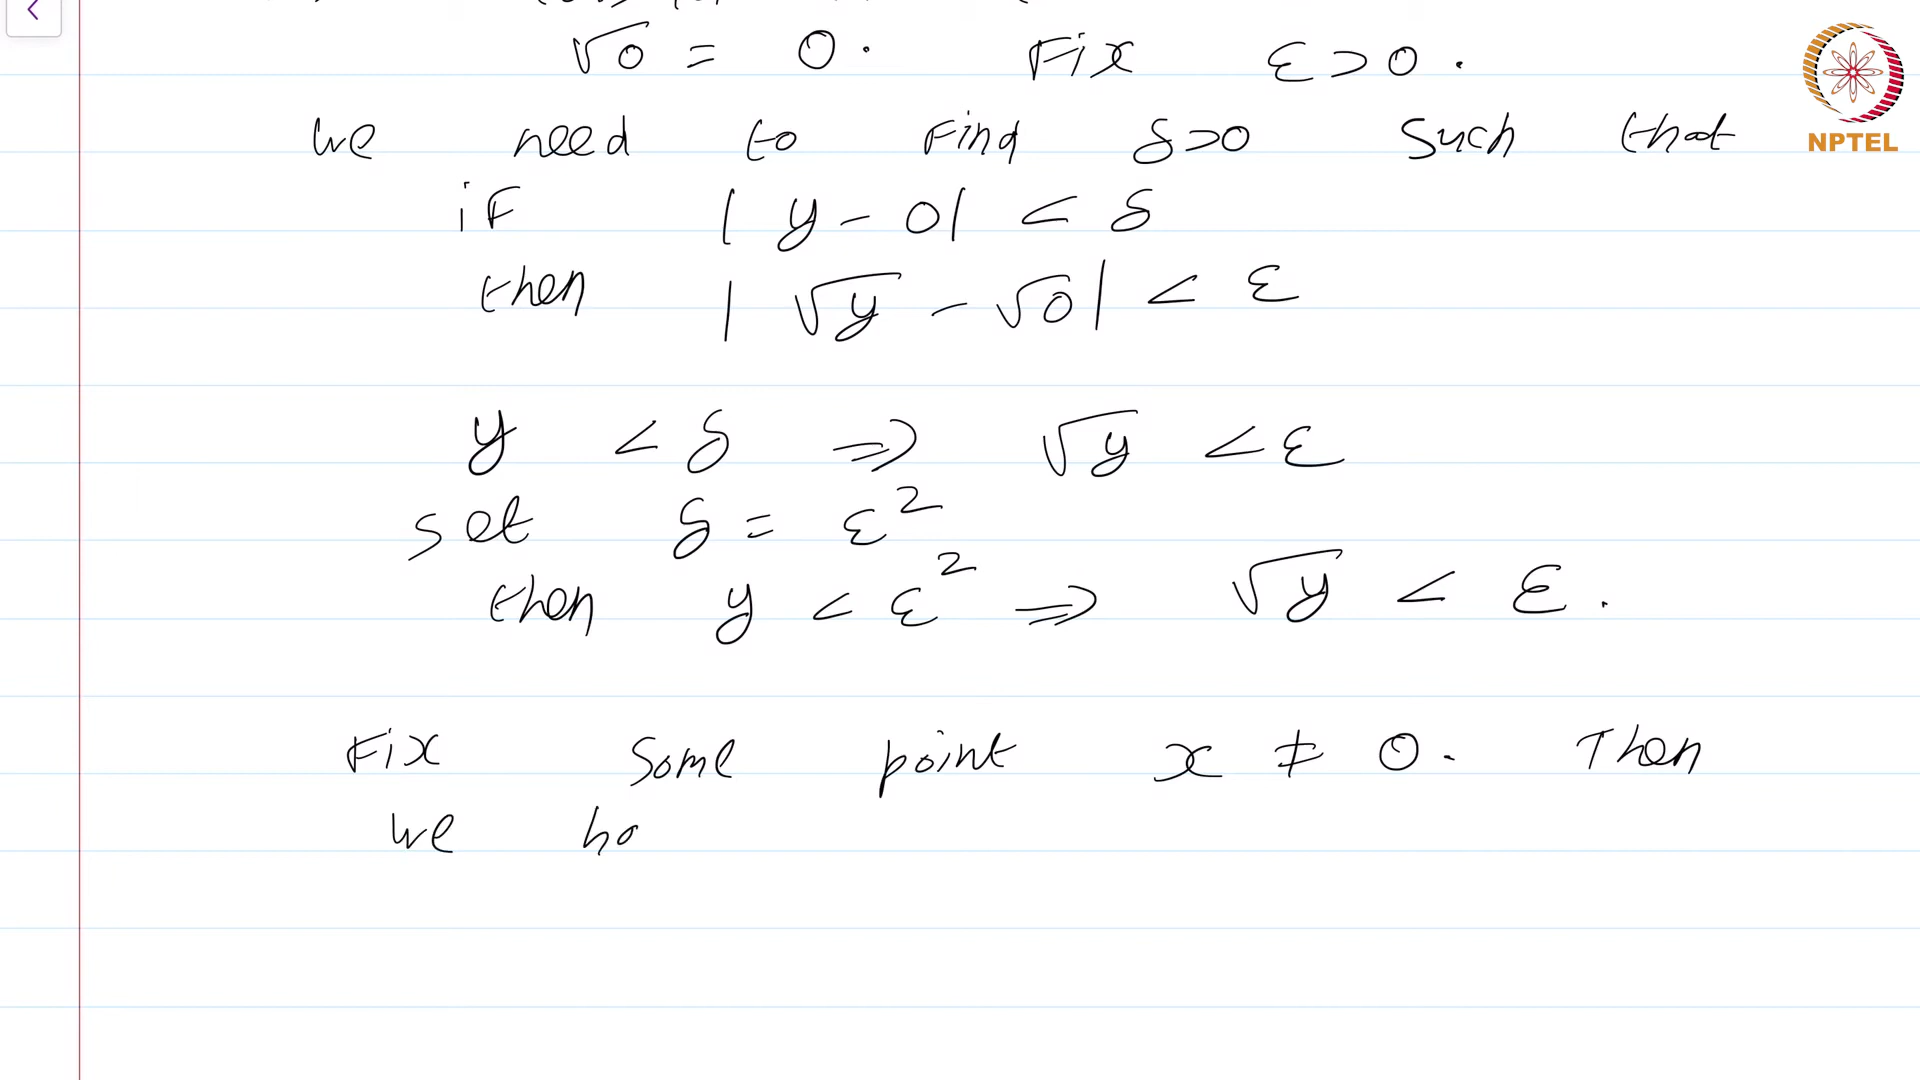 √0 = 0. Fix ε>0.
NPTEL
we need to find δ>0 such that
if | y - 0| < δ
then | √y - √0| < ε
y < δ ⇒ √y < ε
set δ = ε²
then y < ε² ⇒ √y < ε.
Fix some point x ≠ 0. Then
we ha